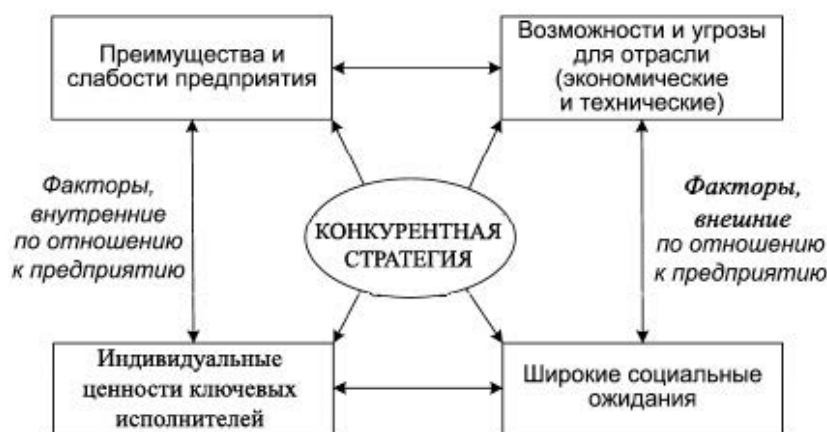 Преимущества и
слабости предприятия
Возможности и угрозы
для отрасли
(экономические
и технические)
Факторы,
внутренние
по отношению
к предприятию
КОНКУРЕНТНАЯ
СТРАТЕГИЯ
Факторы,
внешние
по отношению
к предприятию
Индивидуальные
ценности ключевых
исполнителей
Широкие социальные
ожидания